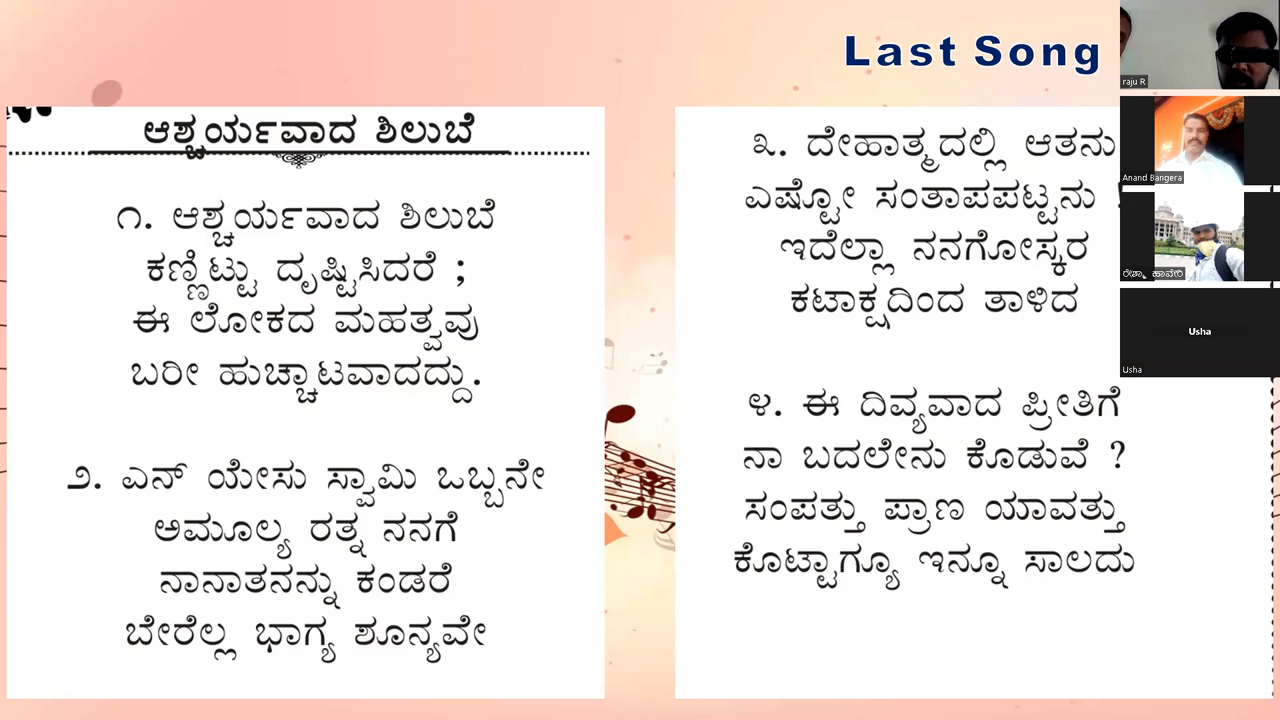 Last Song
ಆಶ್ಚರ್ಯವಾದ ಶಿಲುಬೆ
೧. ಆಶ್ಚರ್ಯವಾದ ಶಿಲುಬೆ
ಕಣ್ಣಿಟ್ಟು ದೃಷ್ಟಿಸಿದರೆ ;
ಈ ಲೋಕದ ಮಹತ್ವವು
ಬರೀ ಹುಚ್ಚಾಟವಾದದ್ದು.
೨. ಎನ್ ಯೇಸು ಸ್ವಾಮಿ ಒಬ್ಬನೇ
ಅಮೂಲ್ಯ ರತ್ನ ನನಗೆ
ನಾನಾತನನ್ನು ಕಂಡರೆ
ಬೇರೆಲ್ಲ ಭಾಗ್ಯ ಶೂನ್ಯವೇ
೩. ದೇಹಾತ್ಮದಲ್ಲಿ ಆತನು
ಎಷ್ಟೋ ಸಂತಾಪಪಟ್ಟನು !
ಇದೆಲ್ಲಾ ನನಗೋಸ್ಕರ
ಕಟಾಕ್ಷದಿಂದ ತಾಳಿದ
೪. ಈ ದಿವ್ಯವಾದ ಪ್ರೀತಿಗೆ
ನಾ ಬದಲೇನು ಕೊಡುವೆ ?
ಸಂಪತ್ತು ಪ್ರಾಣ ಯಾವತ್ತು
ಕೊಟ್ಟಾಗ್ಯೂ ಇನ್ನೂ ಸಾಲದು
raju R
Anand Bangera
ಹಾವೇರಿ
Usha
Usha